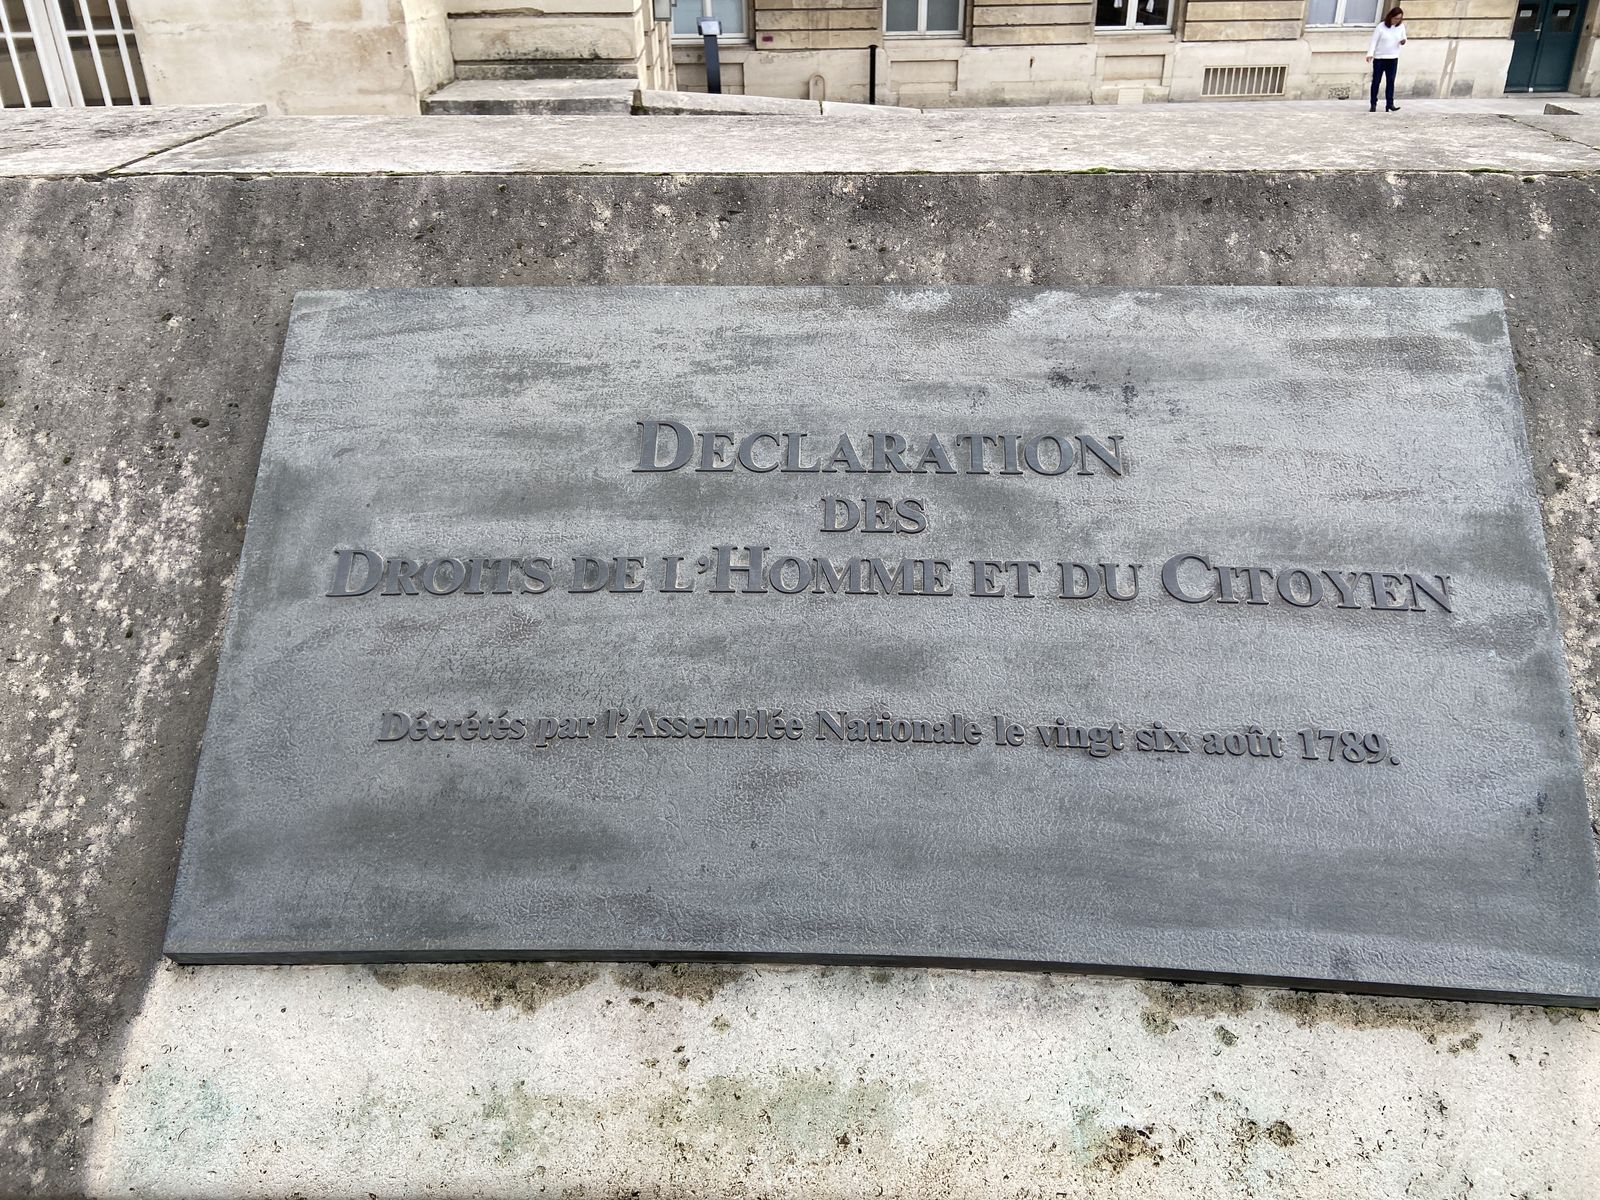 DECLARATION
DES
DROITS DE L'HOMME ET DU CITOYEN
Décrétés par l'Assemblée Nationale le vingt six août 1789.